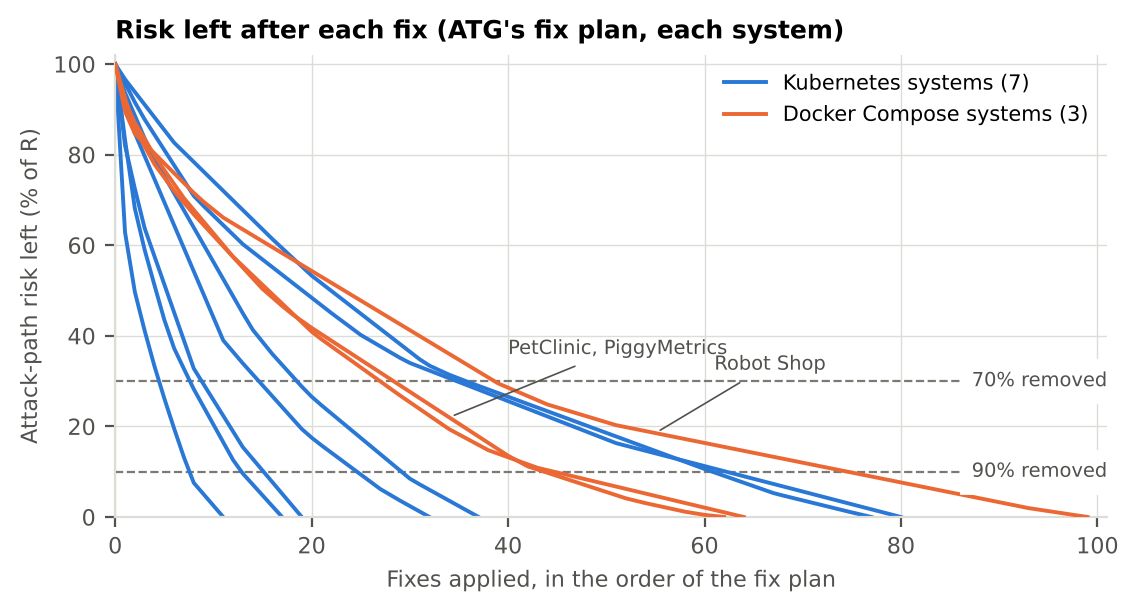 Risk left after each fix (ATG's fix plan, each system)
Attack-path risk left (% of R)
100
80
60
40
20
0
Kubernetes systems (7)
Docker Compose systems (3)
PetClinic, PiggyMetrics
Robot Shop
70% removed
90% removed
0 20 40 60 80 100
Fixes applied, in the order of the fix plan